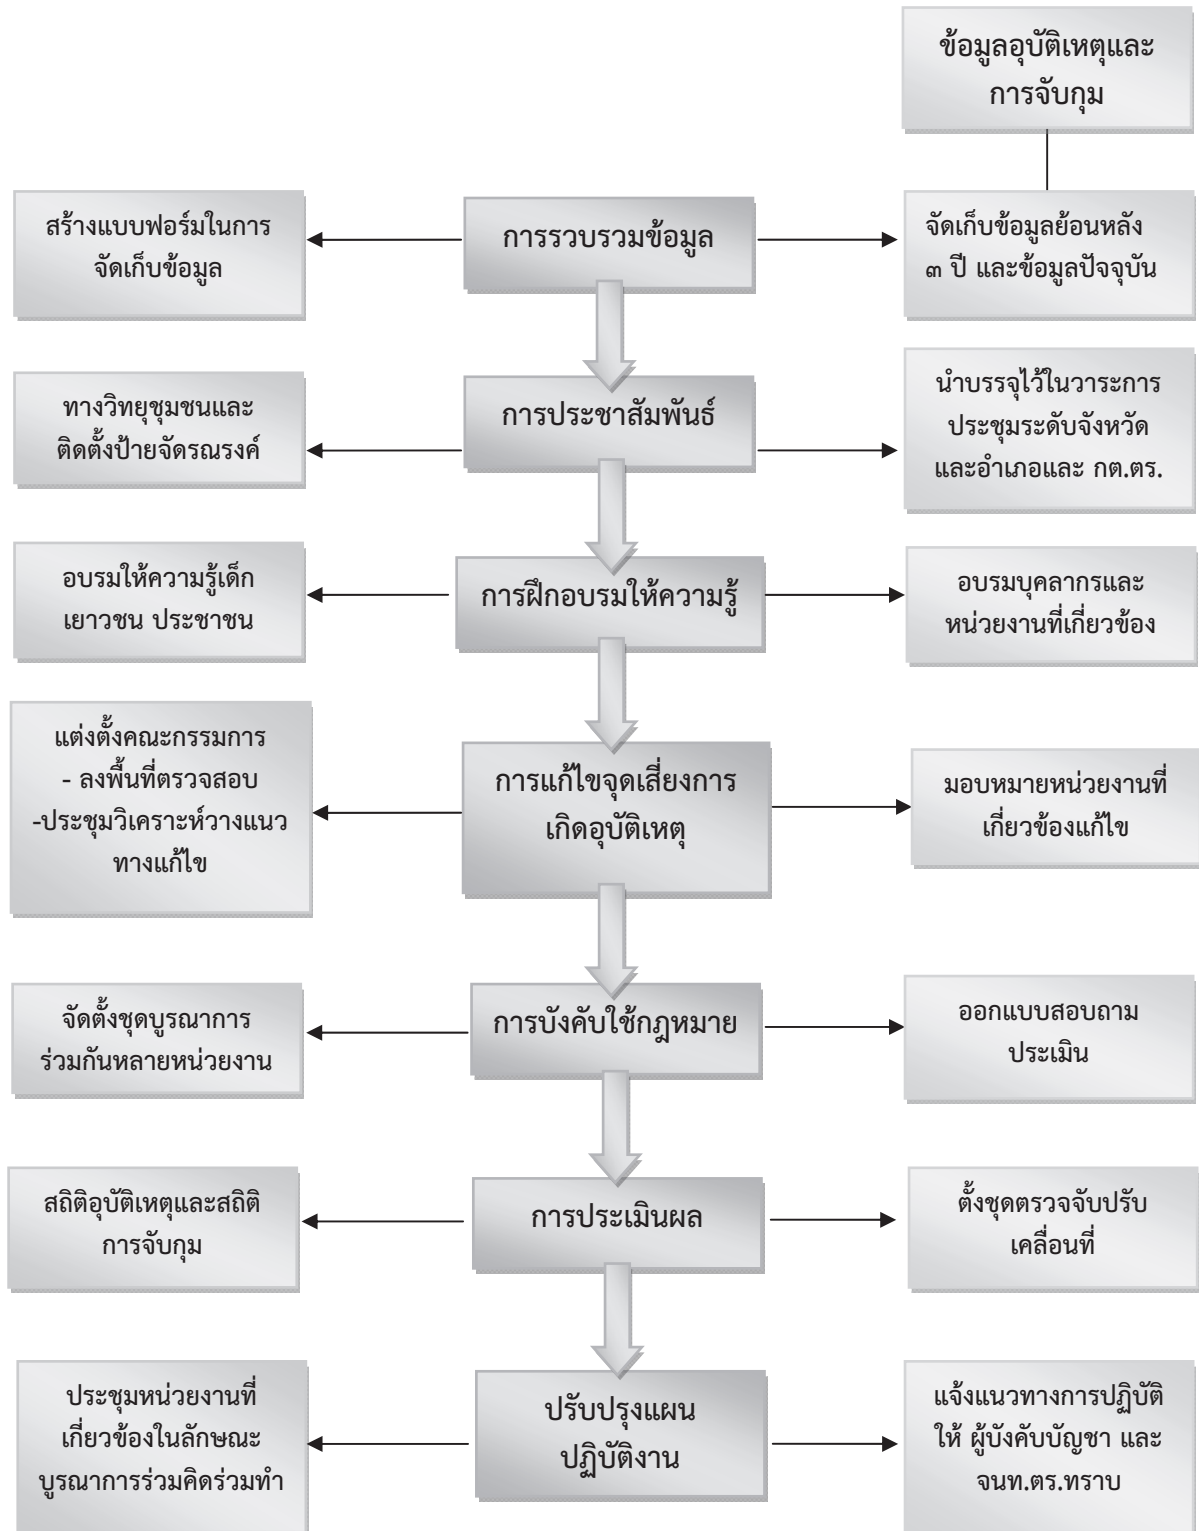 ข้อมูลอุบัติเหตุและ
การจับกุม
สร้างแบบฟอร์มในการ
จัดเก็บข้อมูล
การรวบรวมข้อมูล
จัดเก็บข้อมูลย้อนหลัง
๓ ปี และข้อมูลปัจจุบัน
ทางวิทยุชุมชนและ
ติดตั้งป้ายจัดรณรงค์
การประชาสัมพันธ์
นำบรรจุไว้ในวาระการ
ประชุมระดับจังหวัด
และอำเภอและ กต.ตร.
อบรมให้ความรู้เด็ก
เยาวชน ประชาชน
การฝึกอบรมให้ความรู้
อบรมบุคลากรและ
หน่วยงานที่เกี่ยวข้อง
แต่งตั้งคณะกรรมการ
- ลงพื้นที่ตรวจสอบ
-ประชุมวิเคราะห์วางแนว
ทางแก้ไข
การแก้ไขจุดเสี่ยงการ
เกิดอุบัติเหตุ
มอบหมายหน่วยงานที่
เกี่ยวข้องแก้ไข
จัดตั้งชุดบูรณาการ
ร่วมกันหลายหน่วยงาน
การบังคับใช้กฎหมาย
ออกแบบสอบถาม
ประเมิน
สถิติอุบัติเหตุและสถิติ
การจับกุม
การประเมินผล
ตั้งชุดตรวจจับปรับ
เคลื่อนที่
ประชุมหน่วยงานที่
เกี่ยวข้องในลักษณะ
บูรณาการร่วมคิดร่วมทำ
ปรับปรุงแผน
ปฏิบัติงาน
แจ้งแนวทางการปฏิบัติ
ให้ ผู้บังคับบัญชา และ
จนท.ตร.ทราบ